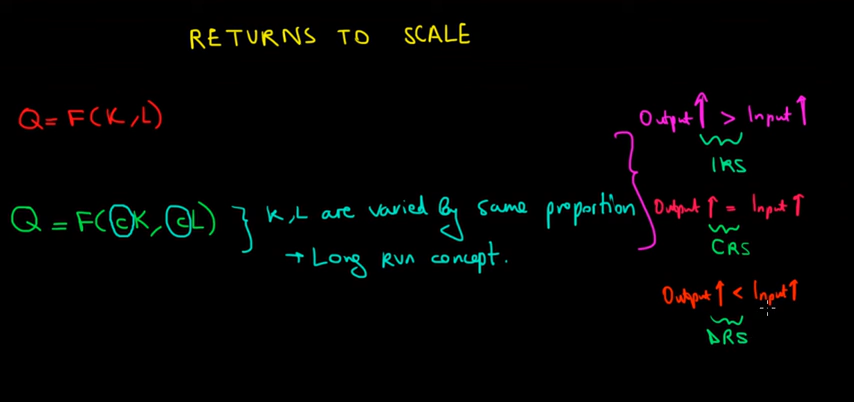 RETURNS TO SCALE
Q = F(K, L)
Q = F(cK, cL) } K, L are varied by same proportion
→ Long Run concept.
Output ↑ > Input ↑
IRS
Output ↑ = Input ↑
CRS
Output ↑ < Input ↑
DRS